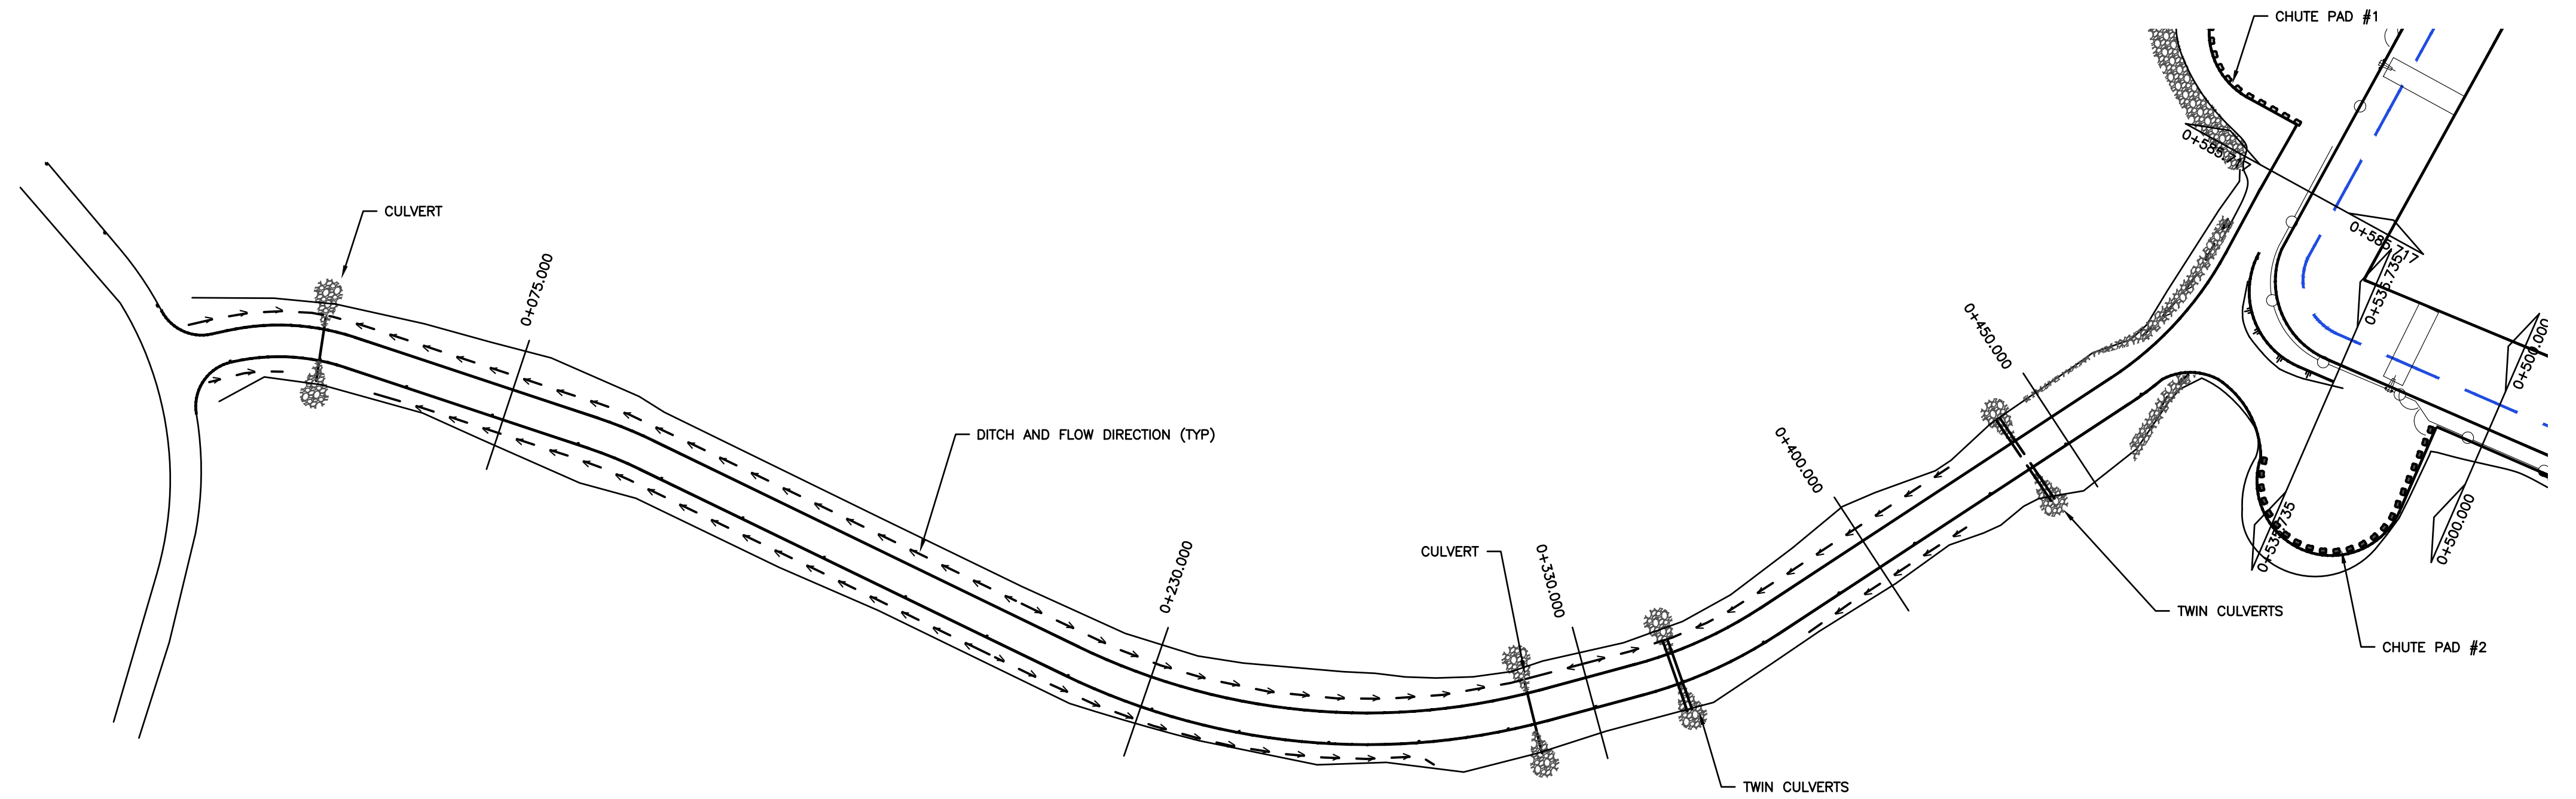 CHUTE PAD #1
0+585.717
CULVERT
0+585.717
0+075.000
0+535.735
0+450.000
0+500.000
DITCH AND FLOW DIRECTION (TYP)
0+400.000
0+230.000
CULVERT
0+330.000
0+535.735
0+500.000
TWIN CULVERTS
CHUTE PAD #2
TWIN CULVERTS